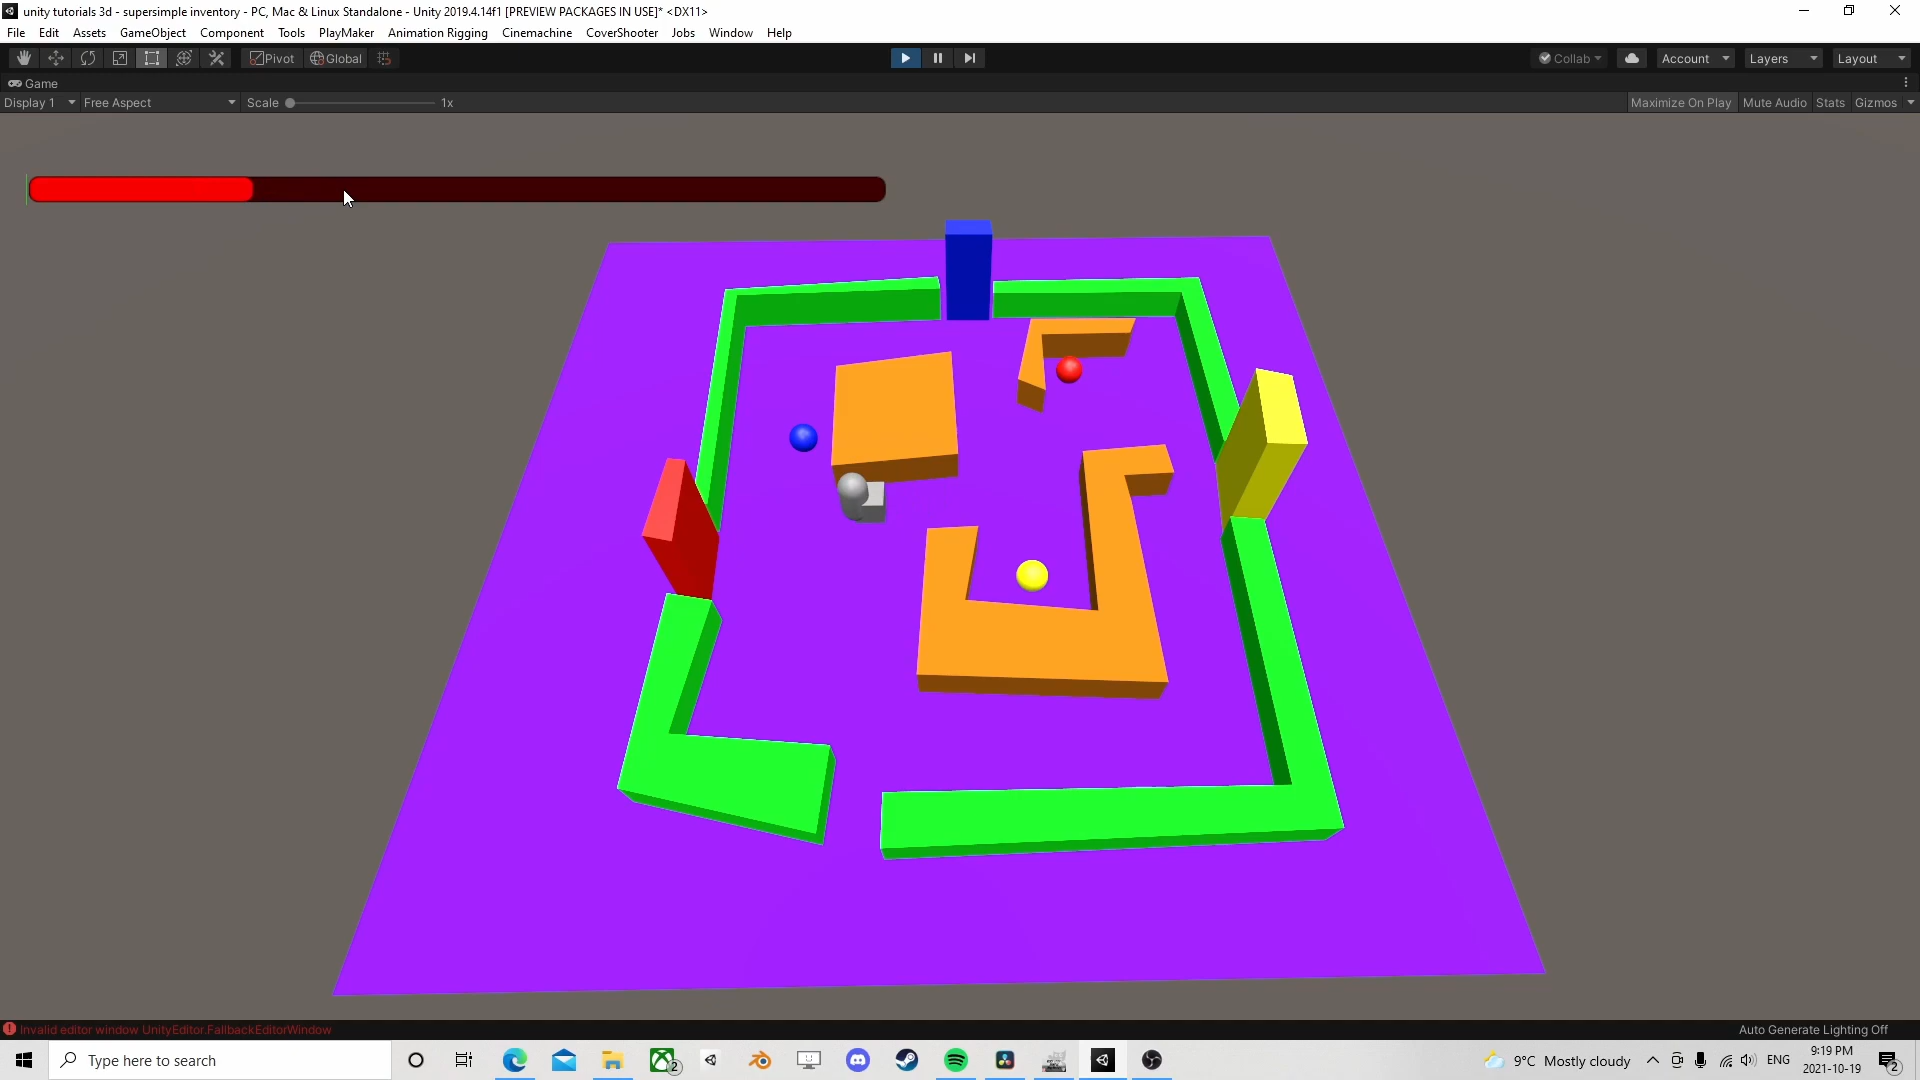 unity tutorials 3d - supersimple inventory - PC, Mac & Linux Standalone - Unity 2019.4.14f1 [PREVIEW PACKAGES IN USE]* <DX11>
File Edit Assets GameObject Component Tools PlayMaker Animation Rigging Cinemachine CoverShooter Jobs Window Help
Pivot Global Collab Account Layers Layout
Game
Display 1 Free Aspect Scale 1x Maximize On Play Mute Audio Stats Gizmos
Invalid editor window UnityEditor.FallbackEditorWindow Auto Generate Lighting Off
Type here to search 2 9°C Mostly cloudy ENG 9:19 PM
2021-10-19 2